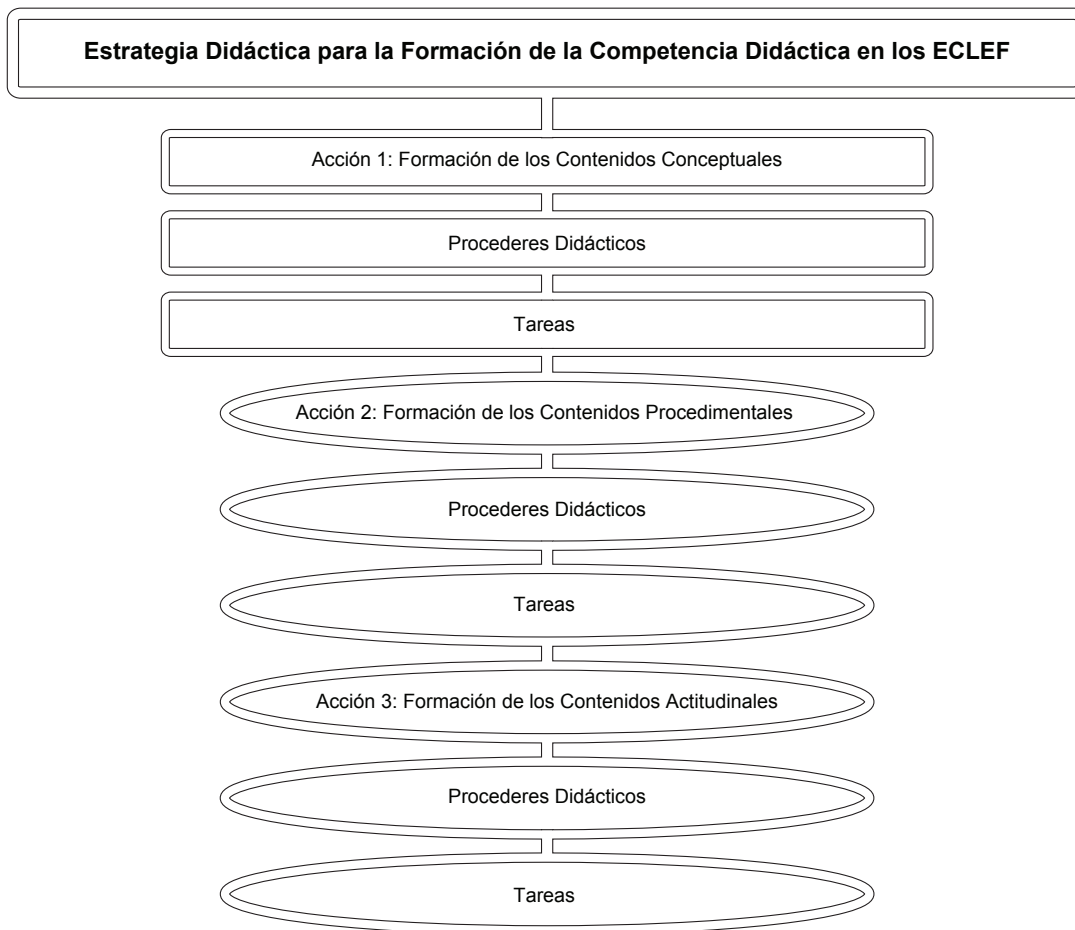 Estrategia Didáctica para la Formación de la Competencia Didáctica en los ECLEF
Acción 1: Formación de los Contenidos Conceptuales
Procederes Didácticos
Tareas
Acción 2: Formación de los Contenidos Procedimentales
Procederes Didácticos
Tareas
Acción 3: Formación de los Contenidos Actitudinales
Procederes Didácticos
Tareas